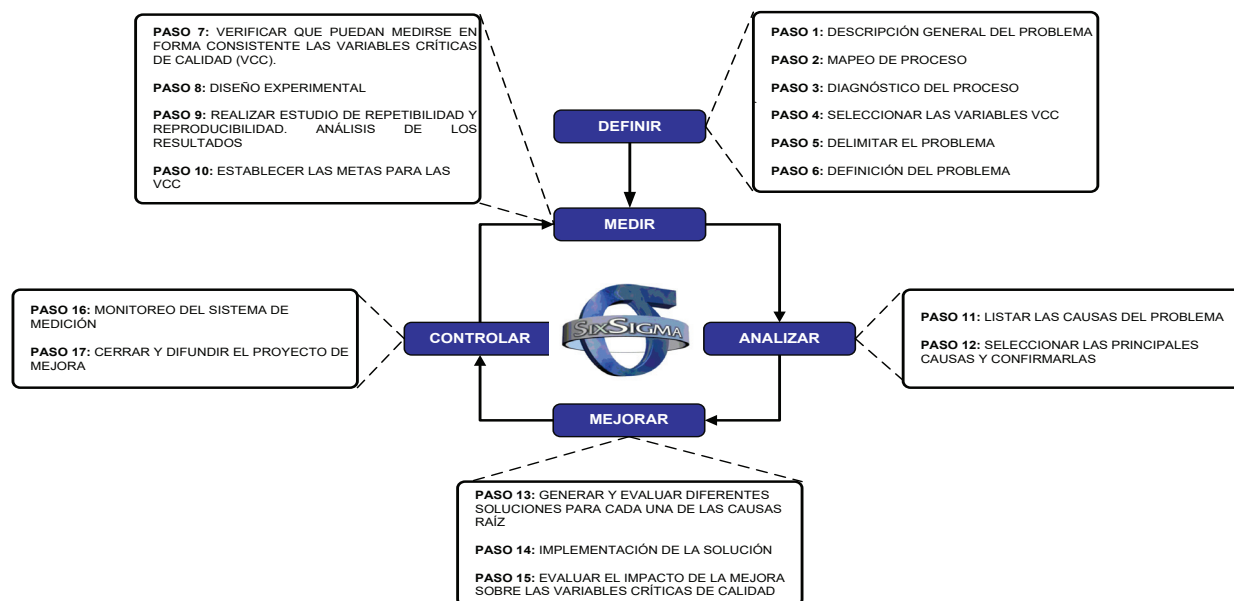 PASO 7: VERIFICAR QUE PUEDAN MEDIRSE EN
FORMA CONSISTENTE LAS VARIABLES CRÍTICAS
DE CALIDAD (VCC).
PASO 8: DISEÑO EXPERIMENTAL
PASO 9: REALIZAR ESTUDIO DE REPETIBILIDAD Y
REPRODUCIBILIDAD. ANÁLISIS DE LOS
RESULTADOS
PASO 10: ESTABLECER LAS METAS PARA LAS
VCC
PASO 1: DESCRIPCIÓN GENERAL DEL PROBLEMA
PASO 2: MAPEO DE PROCESO
PASO 3: DIAGNÓSTICO DEL PROCESO
PASO 4: SELECCIONAR LAS VARIABLES VCC
PASO 5: DELIMITAR EL PROBLEMA
PASO 6: DEFINICIÓN DEL PROBLEMA
DEFINIR
MEDIR
PASO 16: MONITOREO DEL SISTEMA DE
MEDICIÓN
PASO 17: CERRAR Y DIFUNDIR EL PROYECTO DE
MEJORA
CONTROLAR
SIXSIGMA
ANALIZAR
PASO 11: LISTAR LAS CAUSAS DEL PROBLEMA
PASO 12: SELECCIONAR LAS PRINCIPALES
CAUSAS Y CONFIRMARLAS
MEJORAR
PASO 13: GENERAR Y EVALUAR DIFERENTES
SOLUCIONES PARA CADA UNA DE LAS CAUSAS
RAÍZ
PASO 14: IMPLEMENTACIÓN DE LA SOLUCIÓN
PASO 15: EVALUAR EL IMPACTO DE LA MEJORA
SOBRE LAS VARIABLES CRÍTICAS DE CALIDAD